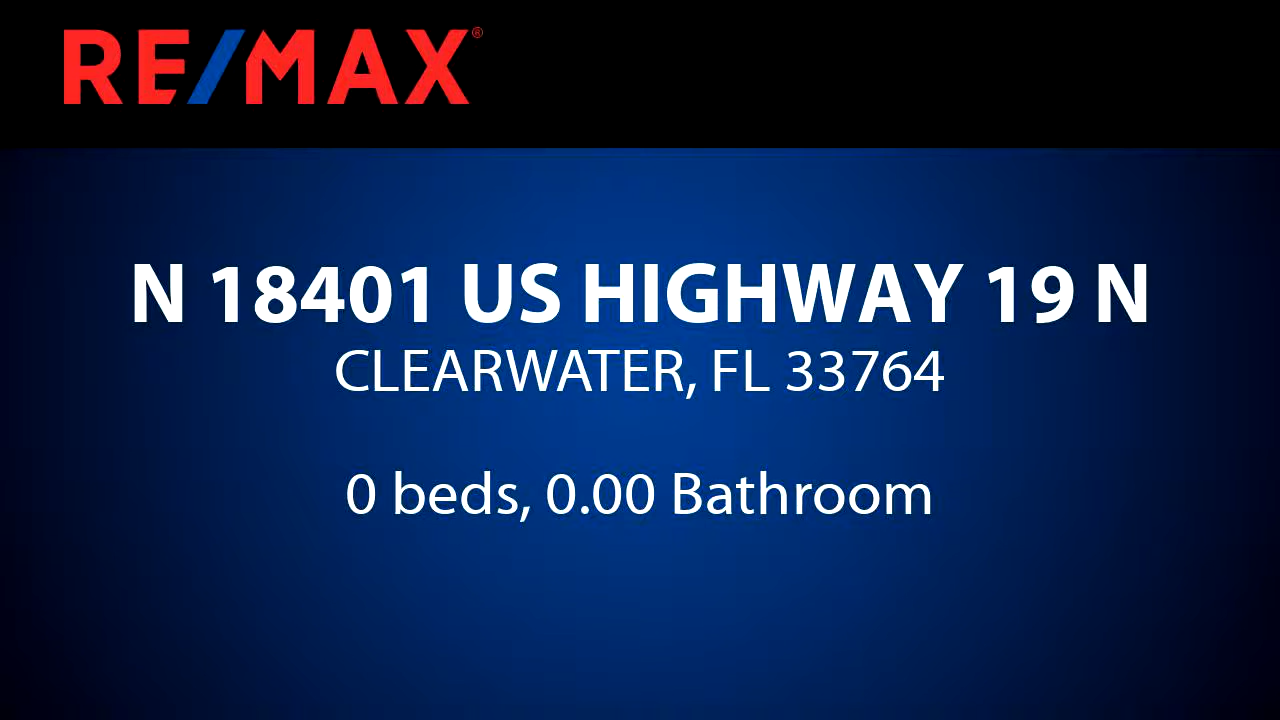 RE/MAX®
N 18401 US HIGHWAY 19 N
CLEARWATER, FL 33764
0 beds, 0.00 Bathroom